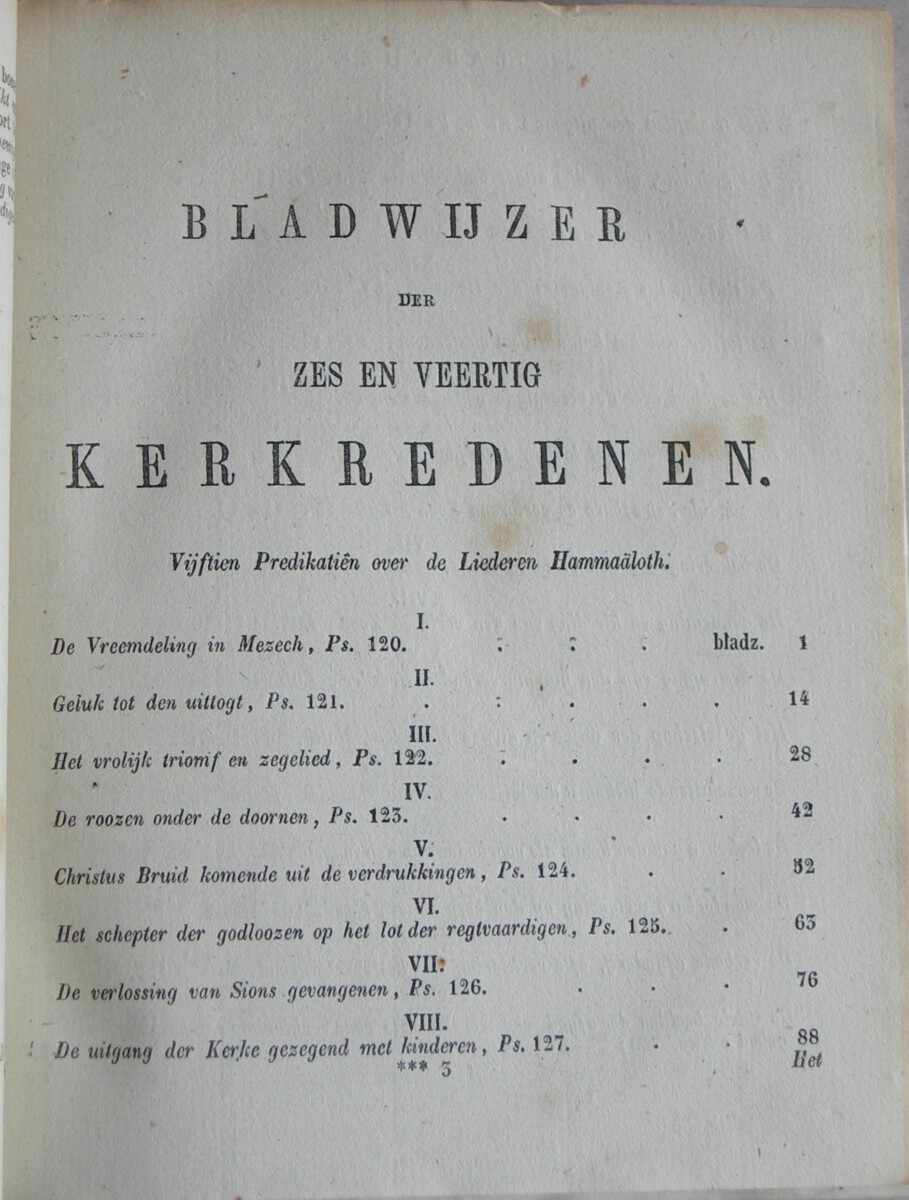 BLADWIJZER
DER
ZES EN VEERTIG
KERKREDENEN.
Vijftien Predikatiën over de Liederen Hammaäloth.
I.
De Vreemdeling in Mezech, Ps. 120. . . . bladz. 1
II.
Geluk tot den uittogt, Ps. 121. . . . . . 14
III.
Het vrolijk triomf en zegelied, Ps. 122. . . . . 28
IV.
De roozen onder de doornen, Ps. 123. . . . . 42
V.
Christus Bruid komende uit de verdrukkingen, Ps. 124. . . 52
VI.
Het schepter der godloozen op het lot der regtvaardigen, Ps. 125. . 63
VII.
De verlossing van Sions gevangenen, Ps. 126. . . . 76
VIII.
De uitgang der Kerke gezegend met kinderen, Ps. 127. . . 88
*** 3 Het